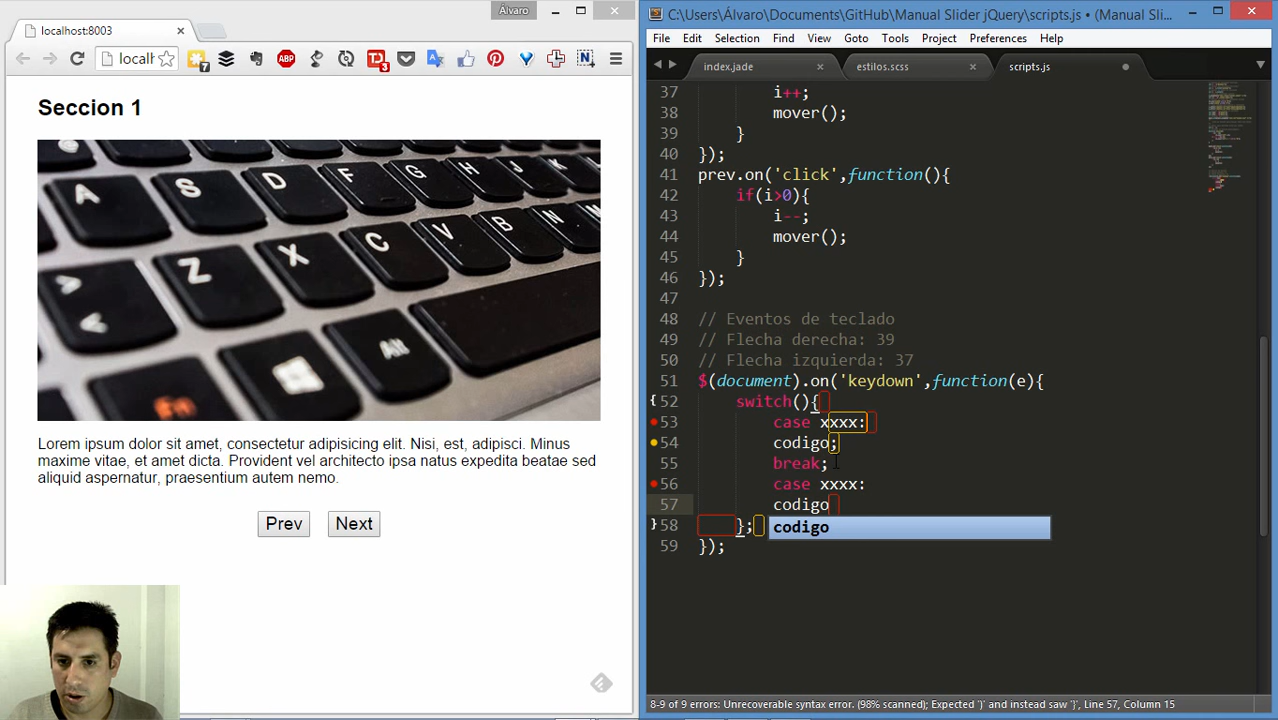 Álvaro
localhost:8003
localh
7
ABP
TD
3
N
Seccion 1
A
S
D
F
G
H
J
K
Z
X
C
V
B
N
M
Alt
Fn
Lorem ipsum dolor sit amet, consectetur adipisicing elit. Nisi, est, adipisci. Minus
maxime vitae, et amet dicta. Provident vel architecto ipsa natus expedita beatae sed
aliquid aspernatur, praesentium autem nemo.
Prev Next
C:\Users\Álvaro\Documents\GitHub\Manual Slider jQuery\scripts.js • (Manual Sli...
File Edit Selection Find View Goto Tools Project Preferences Help
index.jade estilos.scss scripts.js
37 i++;
38 mover();
39 }
40 });
41 prev.on('click',function(){
42 if(i>0){
43 i--;
44 mover();
45 }
46 });
47
48 // Eventos de teclado
49 // Flecha derecha: 39
50 // Flecha izquierda: 37
51 $(document).on('keydown',function(e){
52 switch(){
53 case xxxx:
54 codigo;
55 break;
56 case xxxx:
57 codigo
58 };
codigo
59 });
8-9 of 9 errors: Unrecoverable syntax error. (98% scanned); Expected '}' and instead saw '}', Line 57, Column 15